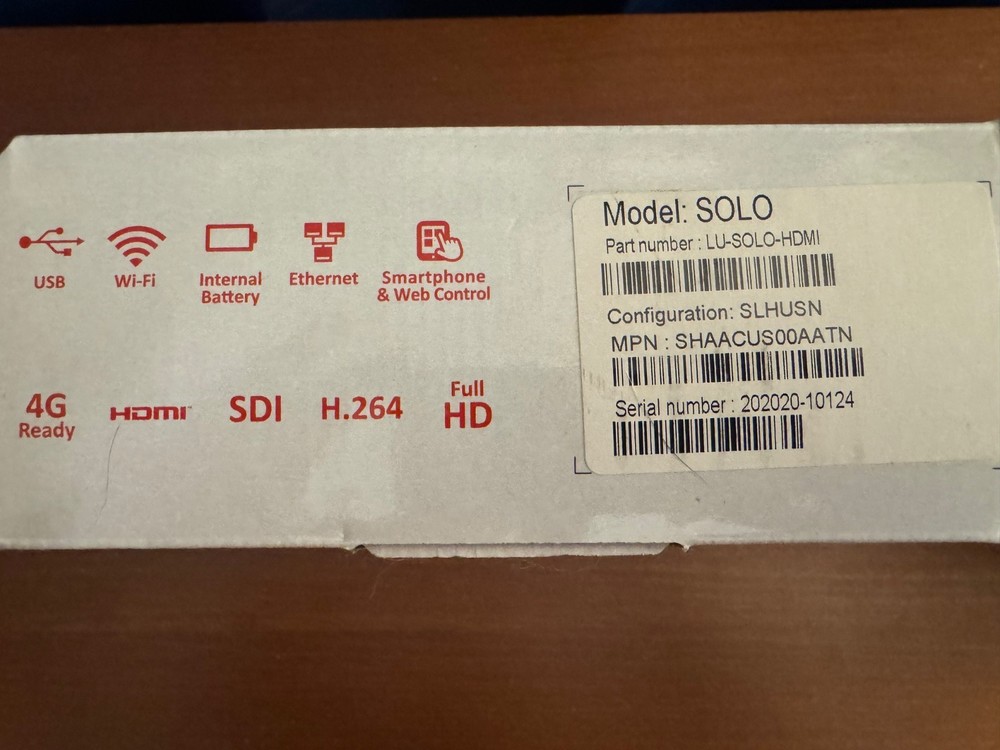 USB
Wi-Fi
Internal
Battery
Ethernet
Smartphone
& Web Control
4G
Ready
HDMI
SDI
H.264
Full
HD
Model: SOLO
Part number : LU-SOLO-HDMI
Configuration: SLHUSN
MPN : SHAACUS00AATN
Serial number : 202020-10124